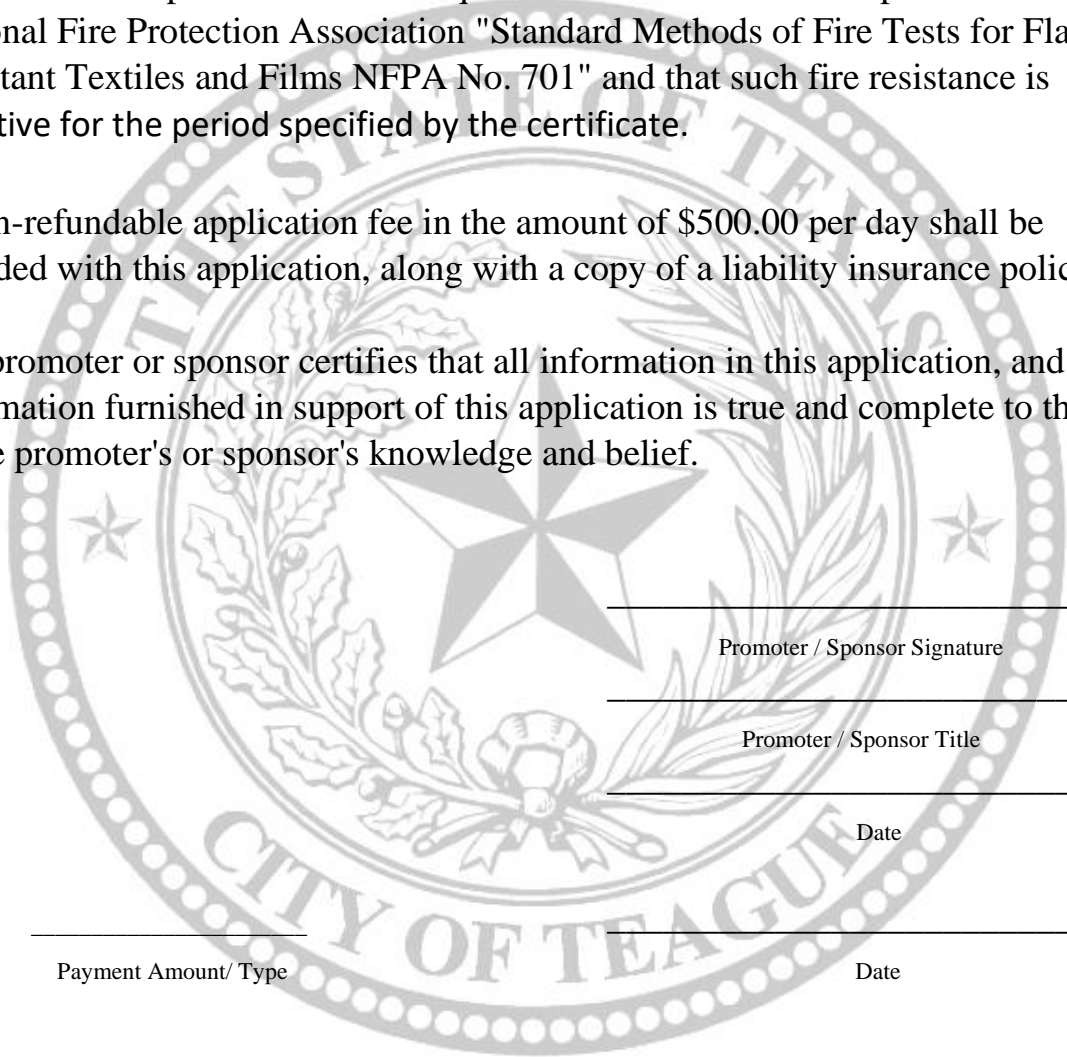 onal Fire Protection Association "Standard Methods of Fire Tests for Fla
tant Textiles and Films NFPA No. 701" and that such fire resistance is
tive for the period specified by the certificate.
n-refundable application fee in the amount of $500.00 per day shall be
ded with this application, along with a copy of a liability insurance polic
promoter or sponsor certifies that all information in this application, and
mation furnished in support of this application is true and complete to th
e promoter's or sponsor's knowledge and belief.
Promoter / Sponsor Signature
Promoter / Sponsor Title
Date
Payment Amount/ Type Date
THE STATE OF TEXAS
CITY OF TEAGUE